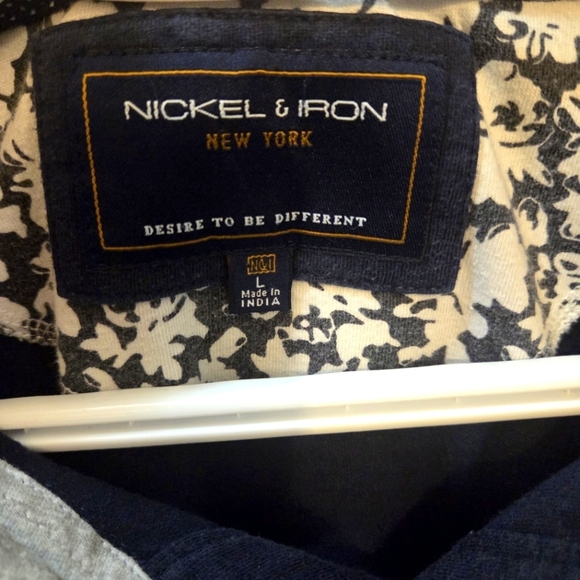 NICKEL & IRON
NEW YORK
DESIRE TO BE DIFFERENT
L
Made in
INDIA